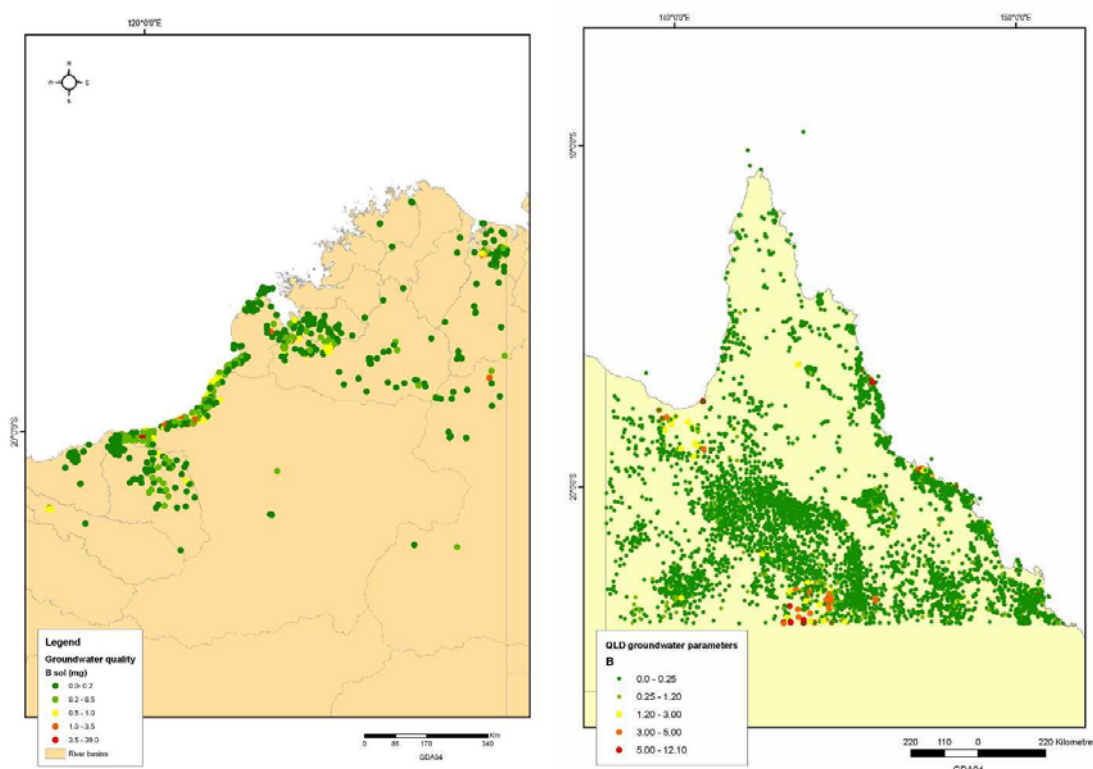 120°0'0"E
N
W
E
S
20°0'0"S
Legend
Groundwater quality
B sol (mg)
0.0 - 0.2
0.2 - 0.5
0.5 - 1.0
1.0 - 3.5
3.5 - 39.0
River basins
Km
0 85 170 340
GDA94
140°0'0"E
150°0'0"E
10°0'0"S
20°0'0"S
QLD groundwater parameters
B
0.0 - 0.25
0.25 - 1.20
1.20 - 3.00
3.00 - 5.00
5.00 - 12.10
220 110 0 220 Kilometre
GDA94